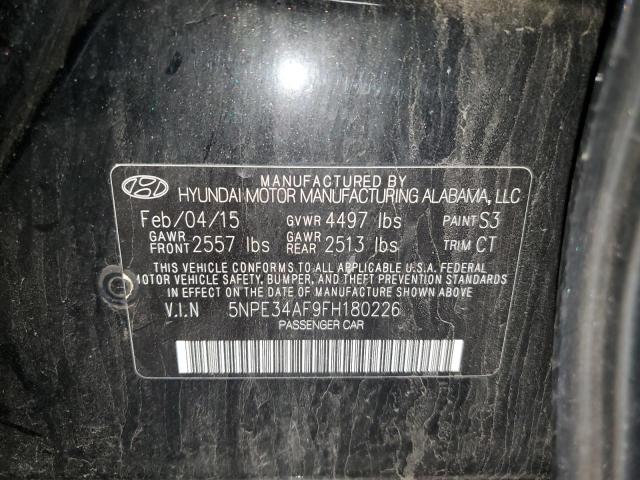 MANUFACTURED BY
HYUNDAI MOTOR MANUFACTURING ALABAMA, LLC
Feb/04/15 GVWR 4497 lbs PAINT S3
GAWR FRONT 2557 lbs GAWR REAR 2513 lbs TRIM CT
THIS VEHICLE CONFORMS TO ALL APPLICABLE U.S.A. FEDERAL
MOTOR VEHICLE SAFETY, BUMPER, AND THEFT PREVENTION STANDARDS
IN EFFECT ON THE DATE OF MANUFACTURE SHOWN ABOVE.
V.I.N 5NPE34AF9FH180226
PASSENGER CAR